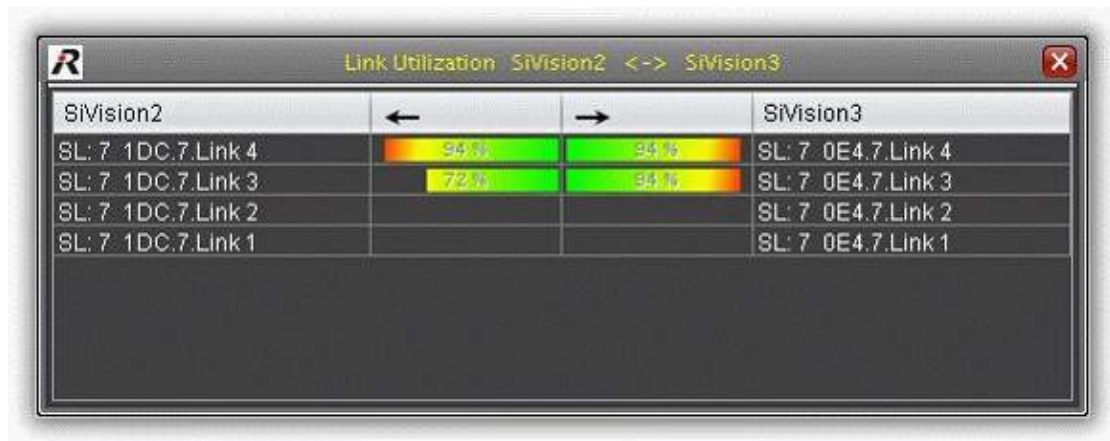 R
Link Utilization SiVision2 <-> SiVision3
SiVision2 ← → SiVision3
SL: 7 1DC.7.Link 4 94 % 94 % SL: 7 0E4.7.Link 4
SL: 7 1DC.7.Link 3 72 % 94 % SL: 7 0E4.7.Link 3
SL: 7 1DC.7.Link 2 SL: 7 0E4.7.Link 2
SL: 7 1DC.7.Link 1 SL: 7 0E4.7.Link 1